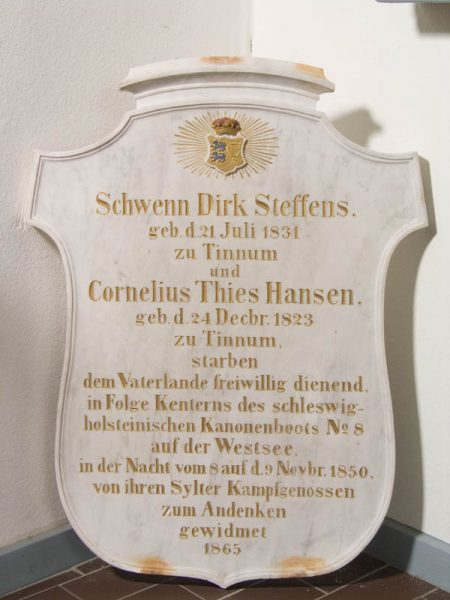 Schwenn Dirk Steffens.
geb. d. 21 Juli 1831
zu Tinnum
und
Cornelius Thies Hansen,
geb. d. 24 Decbr. 1823
zu Tinnum,
starben
dem Vaterlande freiwillig dienend,
in Folge Kenterns des schleswig-
holsteinischen Kanonenboots No 8
auf der Westsee,
in der Nacht vom 8 auf d. 9 Novbr. 1850,
von ihren Sylter Kampfgenossen
zum Andenken
gewidmet
1865